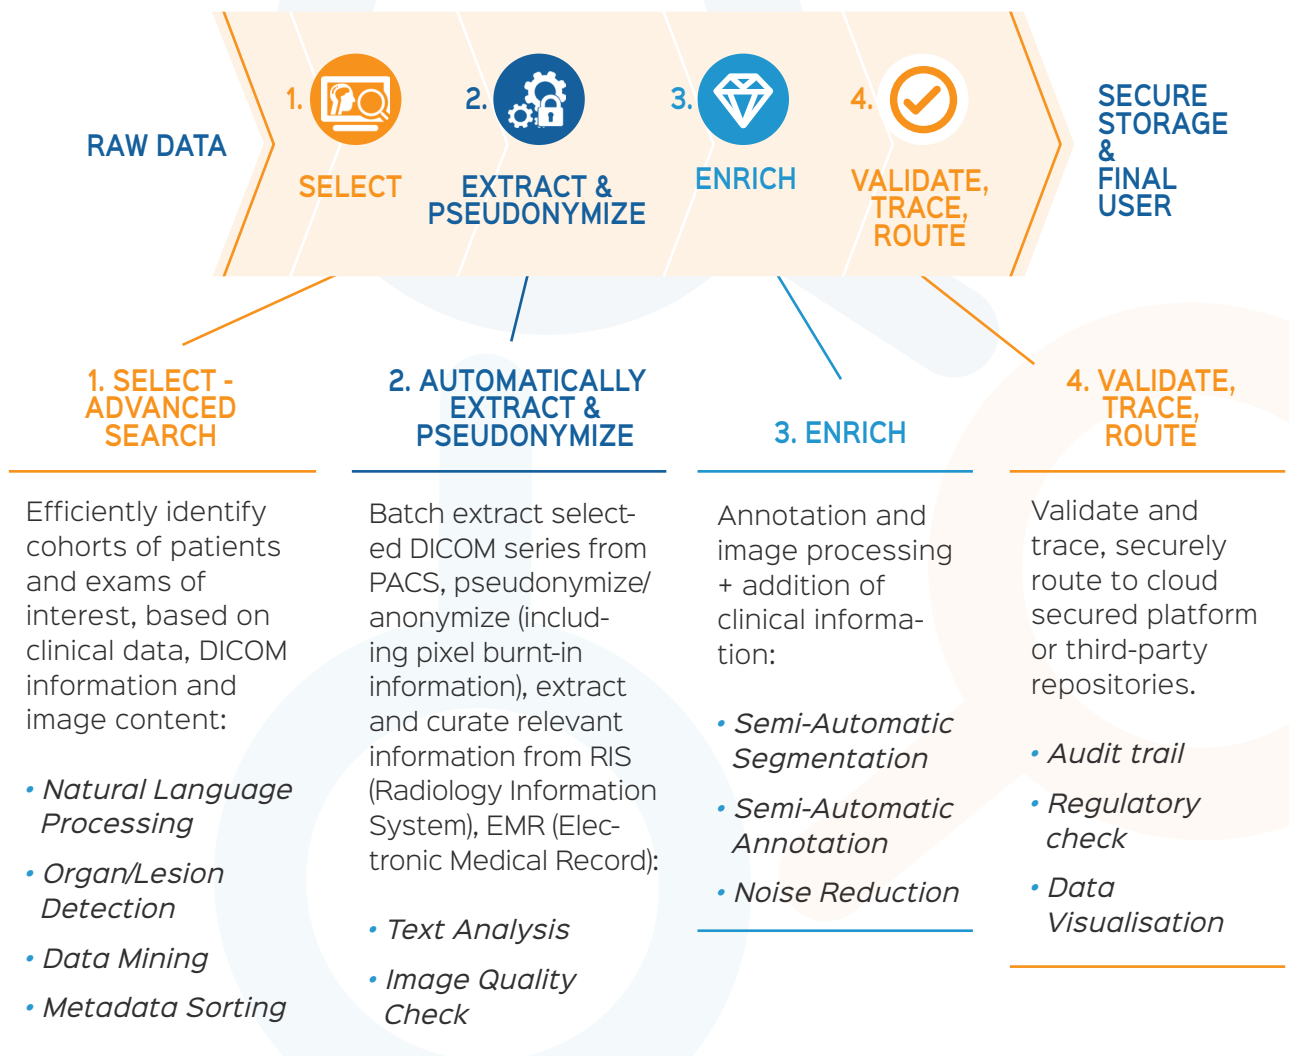 RAW DATA
1.
SELECT
2.
EXTRACT &
PSEUDONYMIZE
3.
ENRICH
4.
VALIDATE,
TRACE,
ROUTE
SECURE
STORAGE
&
FINAL
USER
1. SELECT -
ADVANCED
SEARCH
Efficiently identify
cohorts of patients
and exams of
interest, based on
clinical data, DICOM
information and
image content:
• Natural Language
Processing
• Organ/Lesion
Detection
• Data Mining
• Metadata Sorting
2. AUTOMATICALLY
EXTRACT &
PSEUDONYMIZE
Batch extract select-
ed DICOM series from
PACS, pseudonymize/
anonymize (includ-
ing pixel burnt-in
information), extract
and curate relevant
information from RIS
(Radiology Information
System), EMR (Elec-
tronic Medical Record):
• Text Analysis
• Image Quality
Check
3. ENRICH
Annotation and
image processing
+ addition of
clinical informa-
tion:
• Semi-Automatic
Segmentation
• Semi-Automatic
Annotation
• Noise Reduction
4. VALIDATE,
TRACE,
ROUTE
Validate and
trace, securely
route to cloud
secured platform
or third-party
repositories.
• Audit trail
• Regulatory
check
• Data
Visualisation